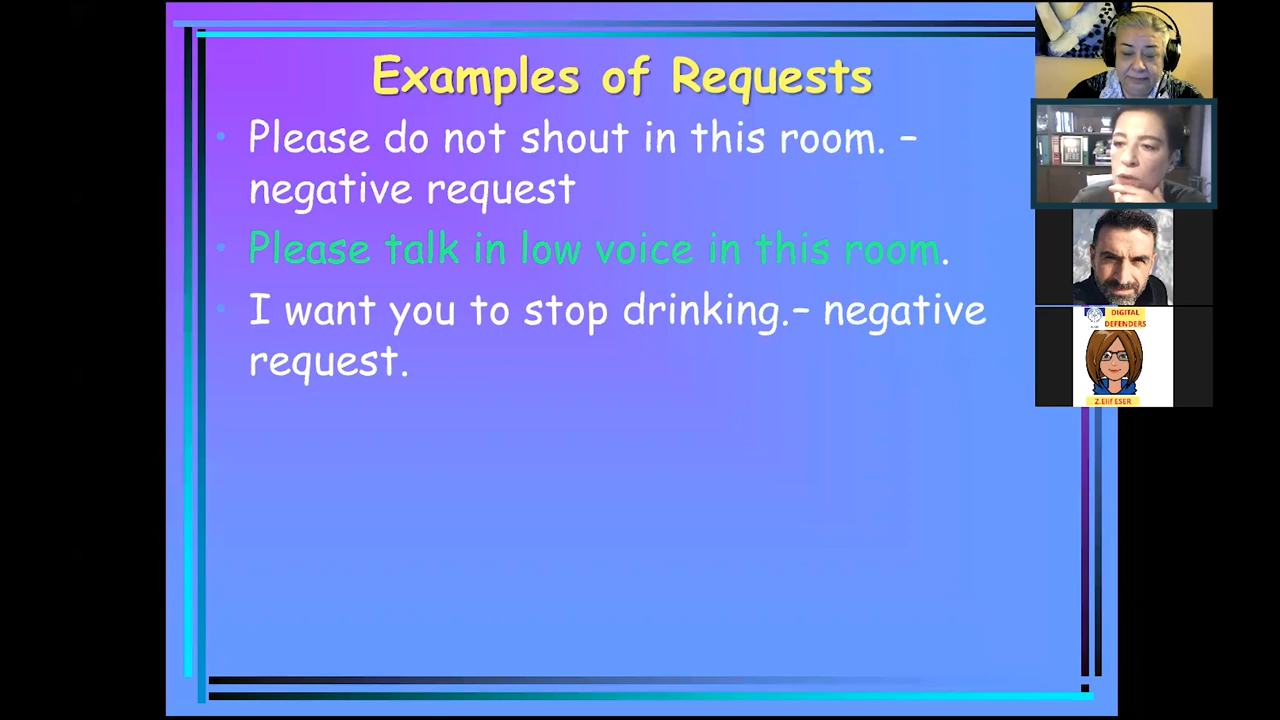 Examples of Requests
• Please do not shout in this room. –
negative request
• Please talk in low voice in this room.
• I want you to stop drinking.– negative
request.
DIGITAL
DEFENDERS
Z.Elif ESER